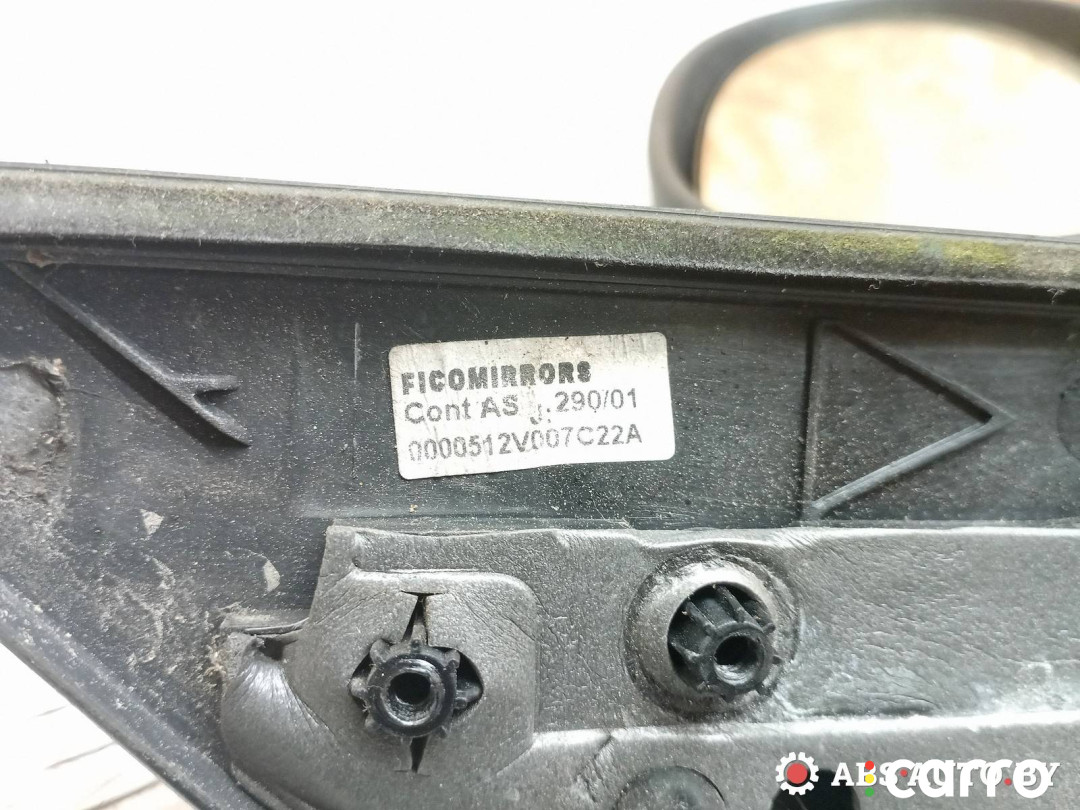 FICOMIRRORS
Cont AS .290/01
0000512V007C22A